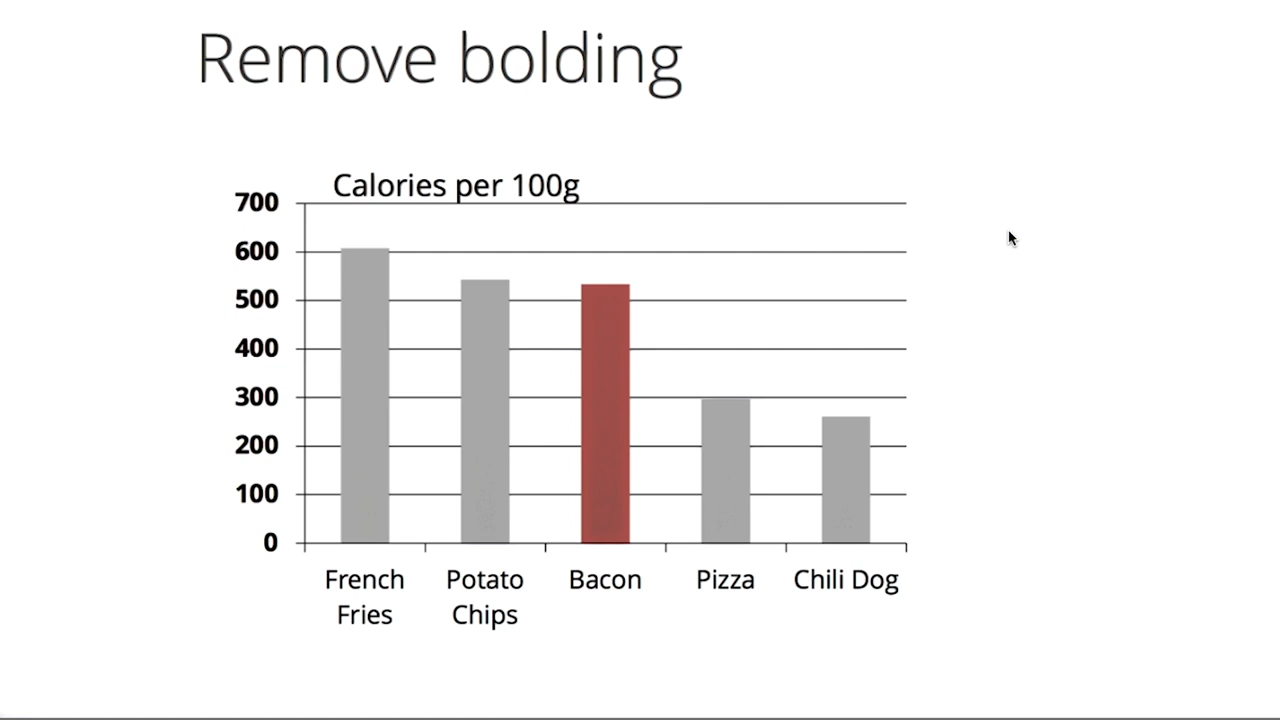 Remove bolding
Calories per 100g
700
600
500
400
300
200
100
0
French Fries
Potato Chips
Bacon
Pizza
Chili Dog